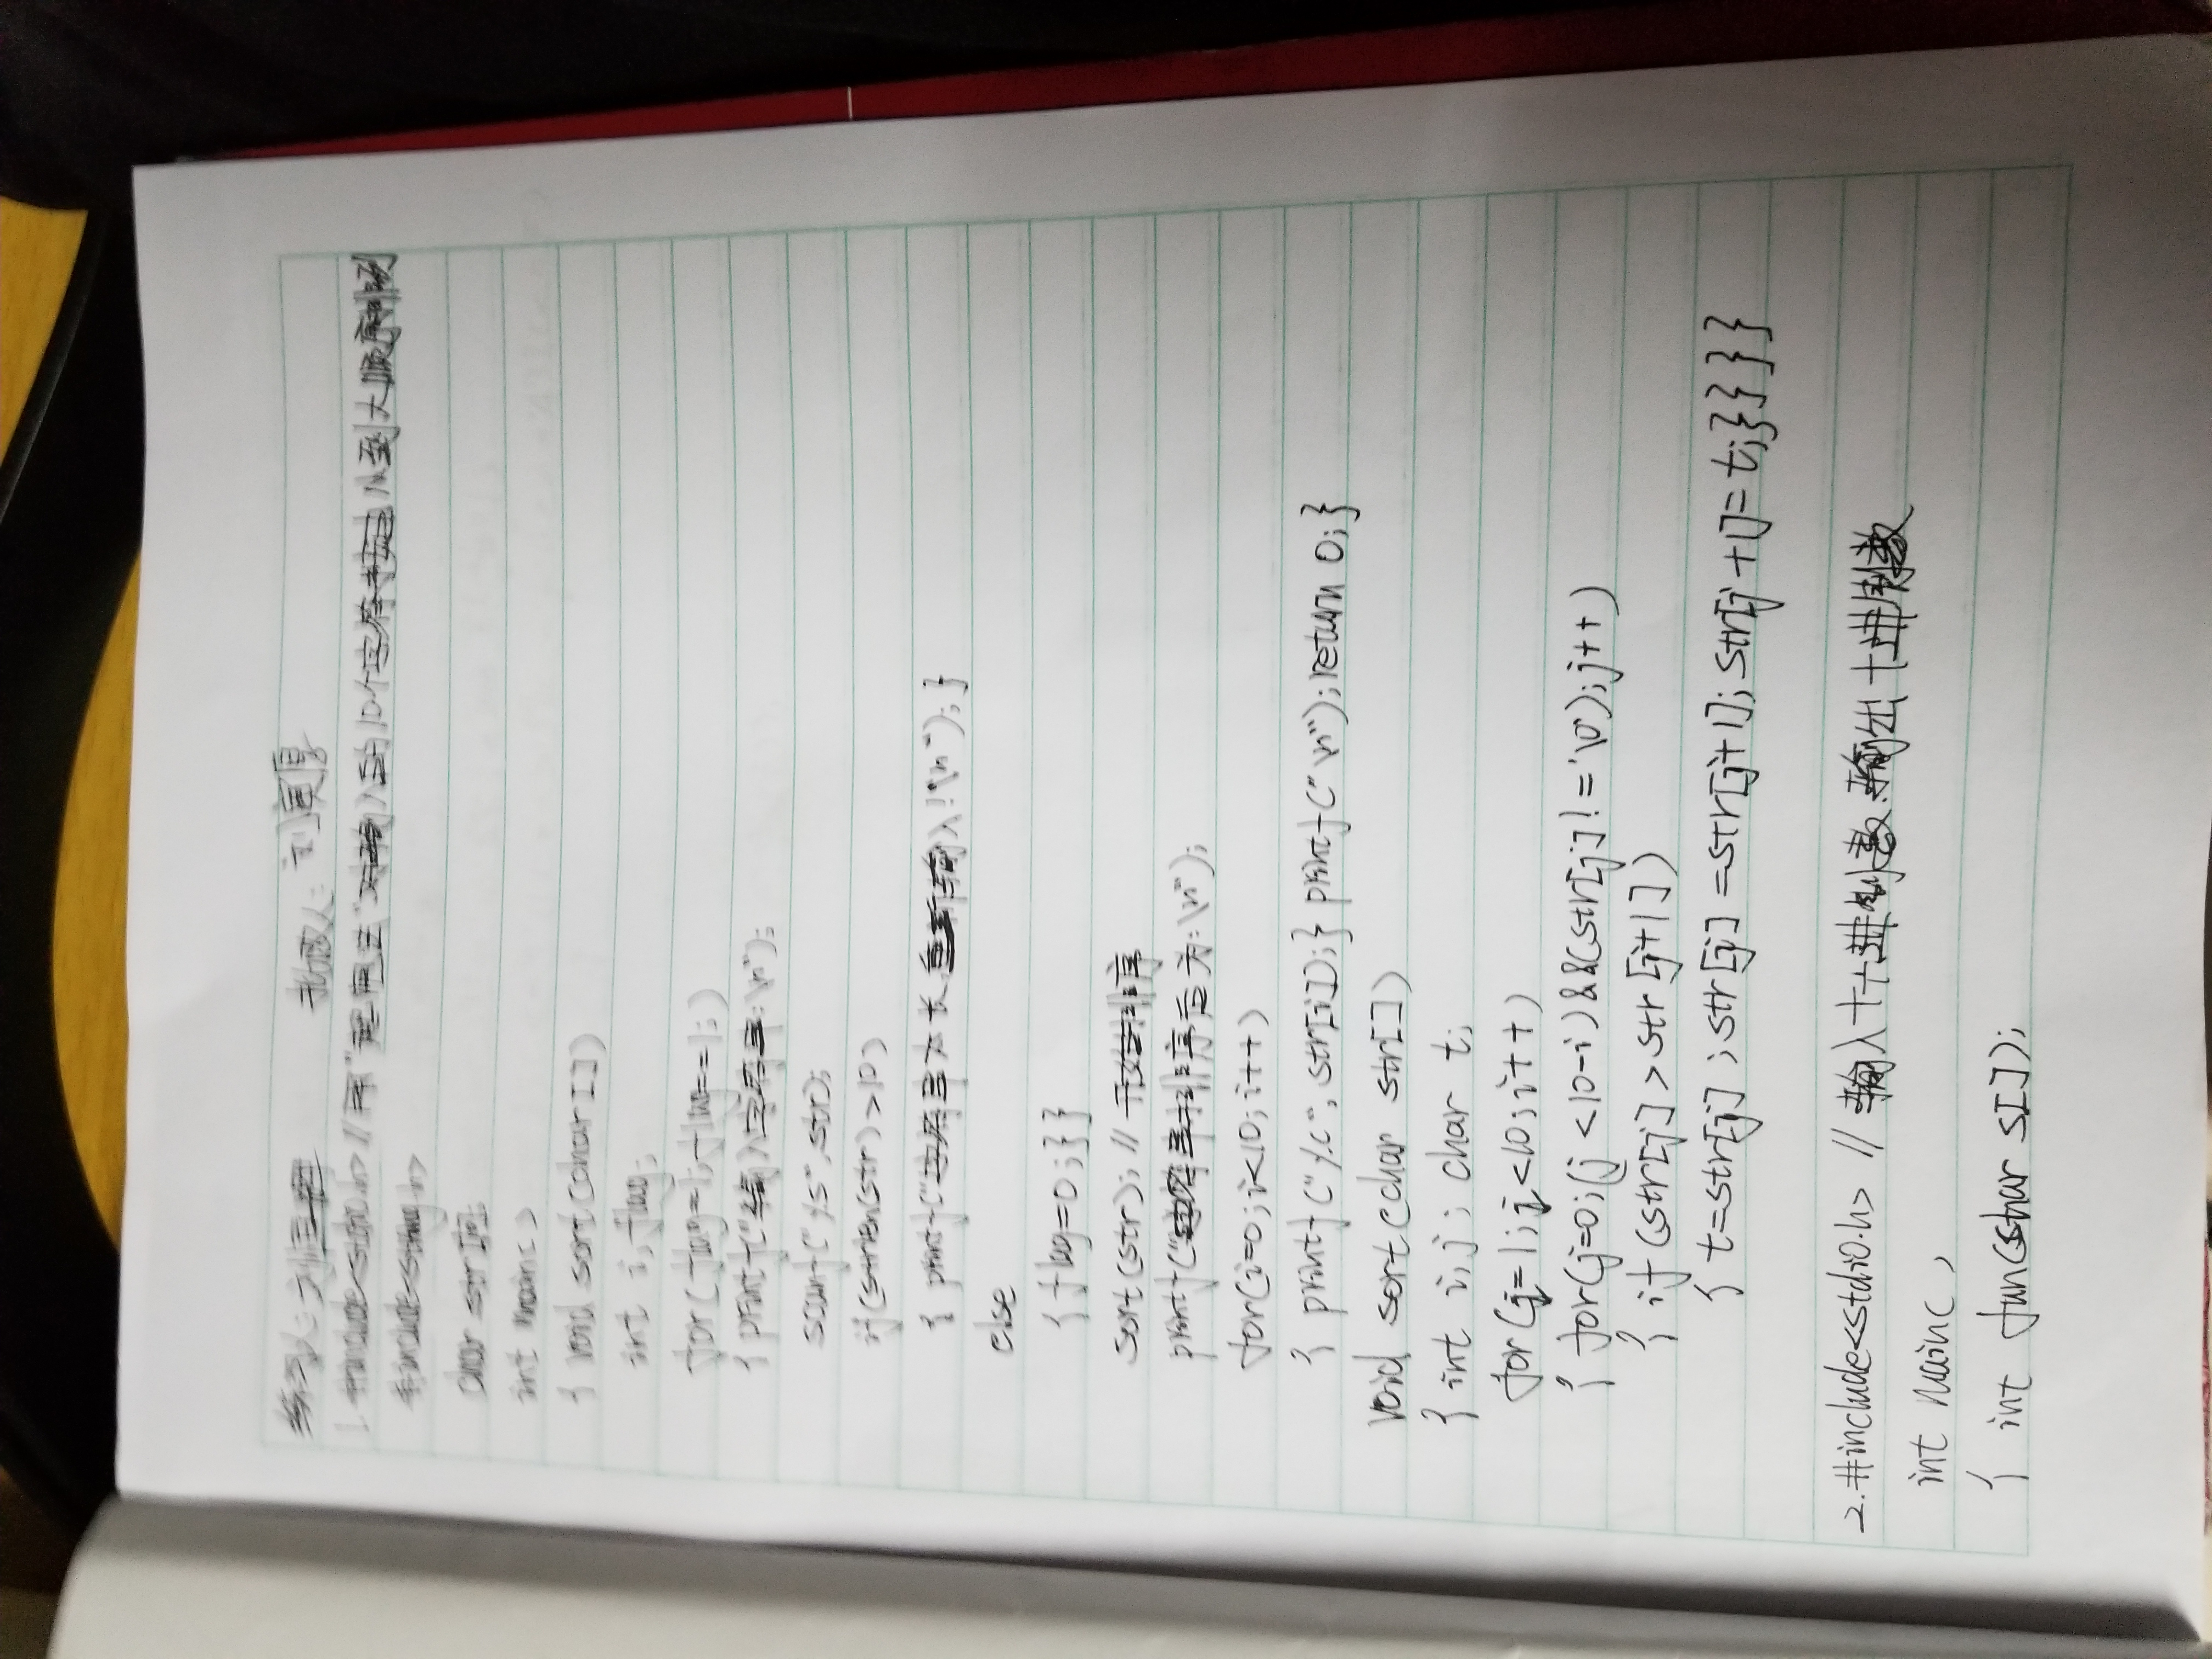 练习人: 刘 批改人: 刘寅晟
1. #include<stdio.h> //用"起泡法"对输入的10个字符按由小到大顺序排列
#include<string.h>
char str[10];
int main( )
{ void sort(char[])
int i,flag;
for(flag=1;flag==1;)
{ printf("输入字符串:\n");
scanf("%s",str);
if(strlen(str)>10)
{ printf("字符串太长,重新输入!\n"); }
else
{ flag=0;}}
sort(str); //开始排序
printf("字符串排序后为:\n");
for(i=0;i<10;i++)
{ printf("%c", str[i]);} printf("\n");return 0;}
void sort(char str[])
{ int i,j; char t;
for(j=1;j<10;i++)
{ for(j=0;(j<10-i)&&(str[j]!='\0');j++)
{ if(str[j]>str[j+1])
{ t=str[j];str[j]=str[j+1];str[j+1]=t;}}}}
2. #include<stdio.h> //输入十六进制数,输出十进制数
int main( )
{ int fun(char s[]);